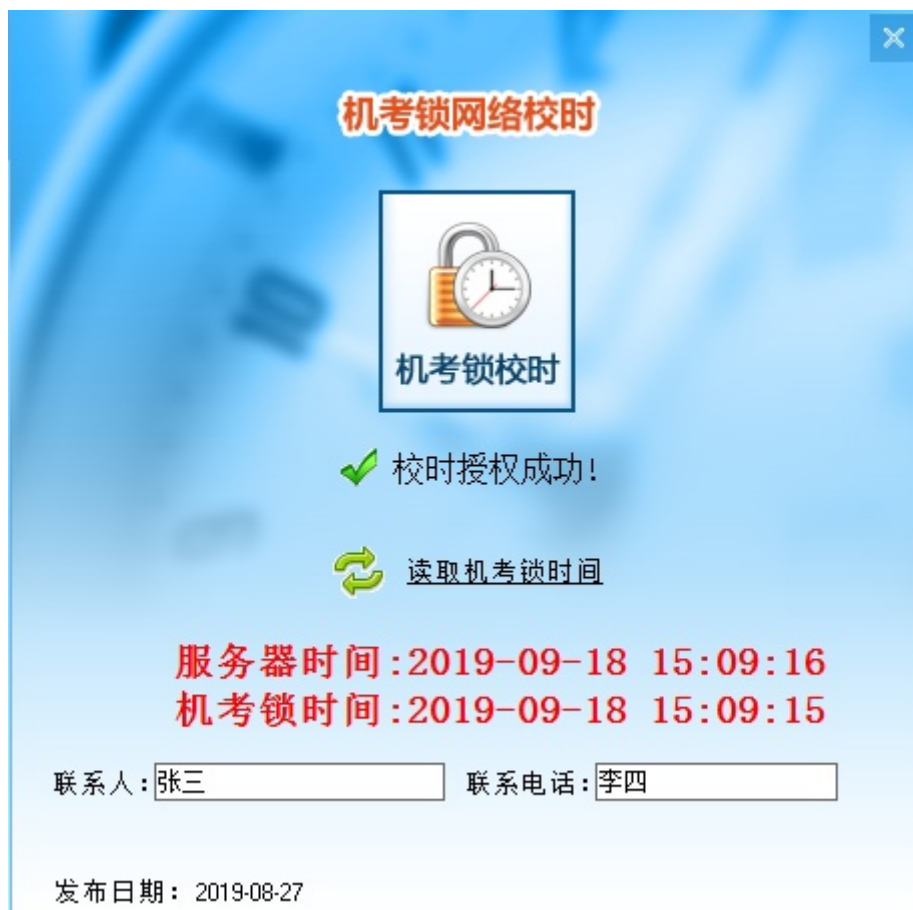 机考锁网络校时
机考锁校时
校时授权成功!
读取机考锁时间
服务器时间:2019-09-18 15:09:16
机考锁时间:2019-09-18 15:09:15
联系人:张三 联系电话:李四
发布日期: 2019-08-27